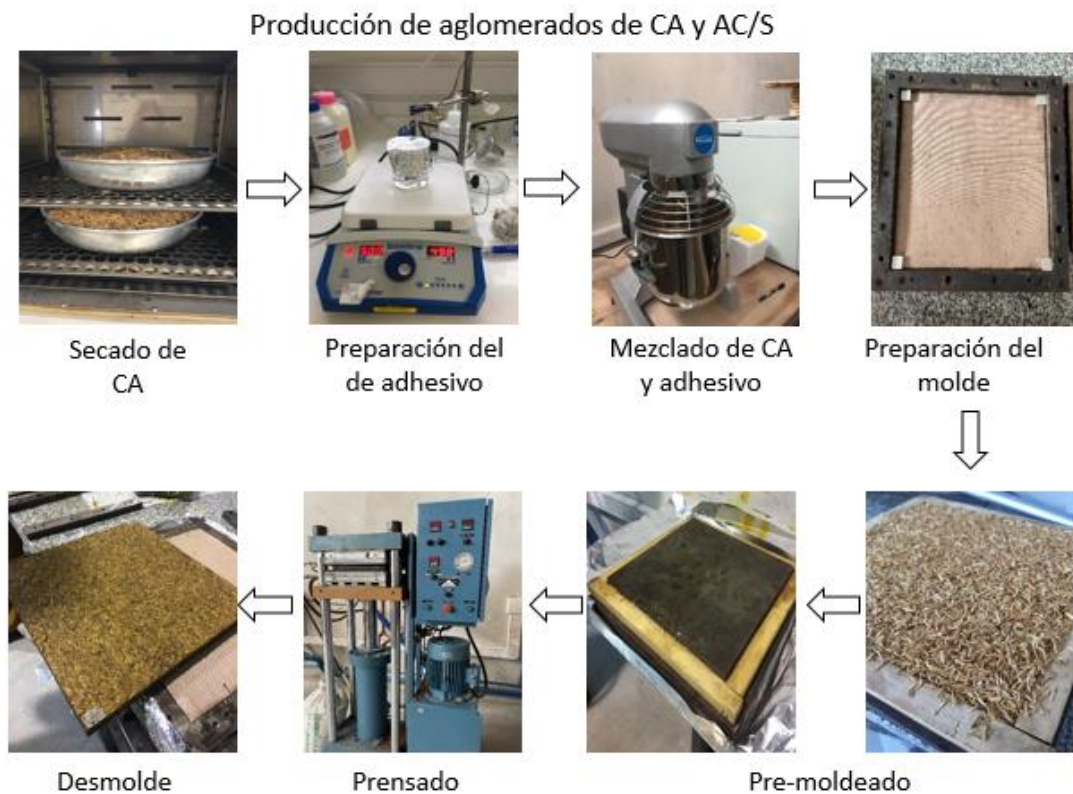 Producción de aglomerados de CA y AC/S
Secado de
CA
Preparación del
de adhesivo
Mezclado de CA
y adhesivo
Preparación del
molde
Desmolde
Prensado
Pre-moldeado